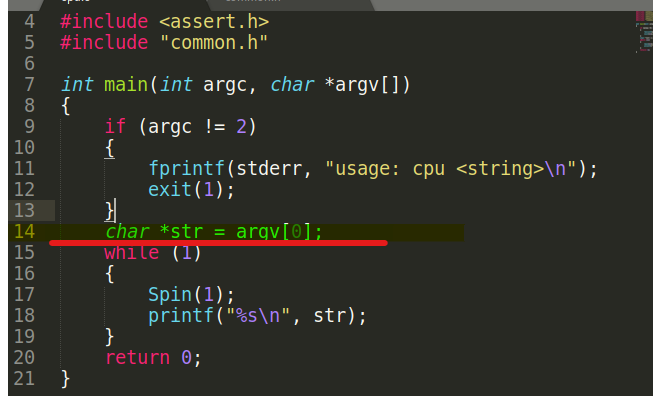 4 #include <assert.h>
5 #include "common.h"
6
7 int main(int argc, char *argv[])
8 {
9 if (argc != 2)
10 {
11 fprintf(stderr, "usage: cpu <string>\n");
12 exit(1);
13 }
14 char *str = argv[0];
15 while (1)
16 {
17 Spin(1);
18 printf("%s\n", str);
19 }
20 return 0;
21 }